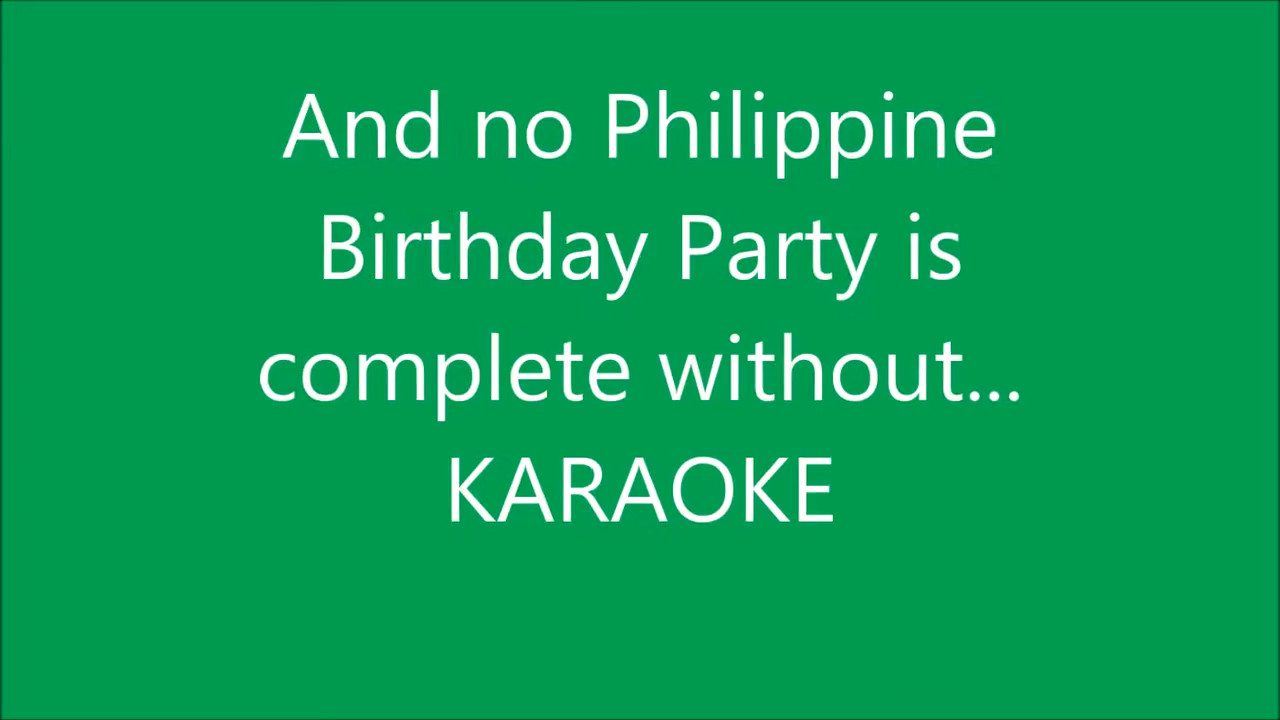 And no Philippine
Birthday Party is
complete without...
KARAOKE